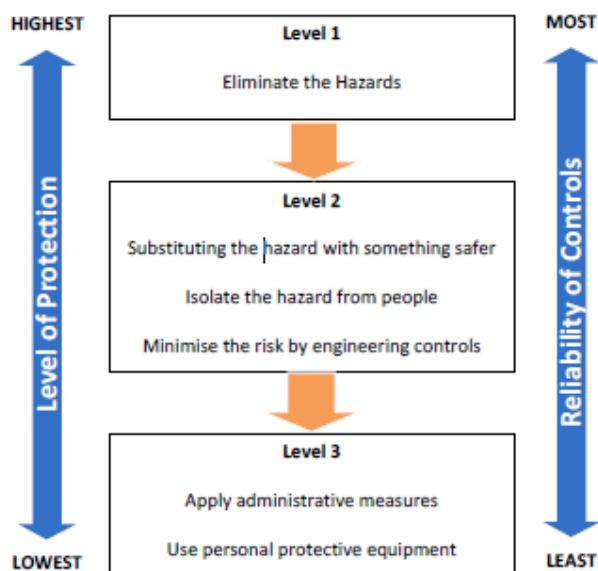 HIGHEST
MOST
Level 1
Eliminate the Hazards
Level of Protection
Reliability of Controls
Level 2
Substituting the hazard with something safer
Isolate the hazard from people
Minimise the risk by engineering controls
Level 3
Apply administrative measures
Use personal protective equipment
LOWEST
LEAST